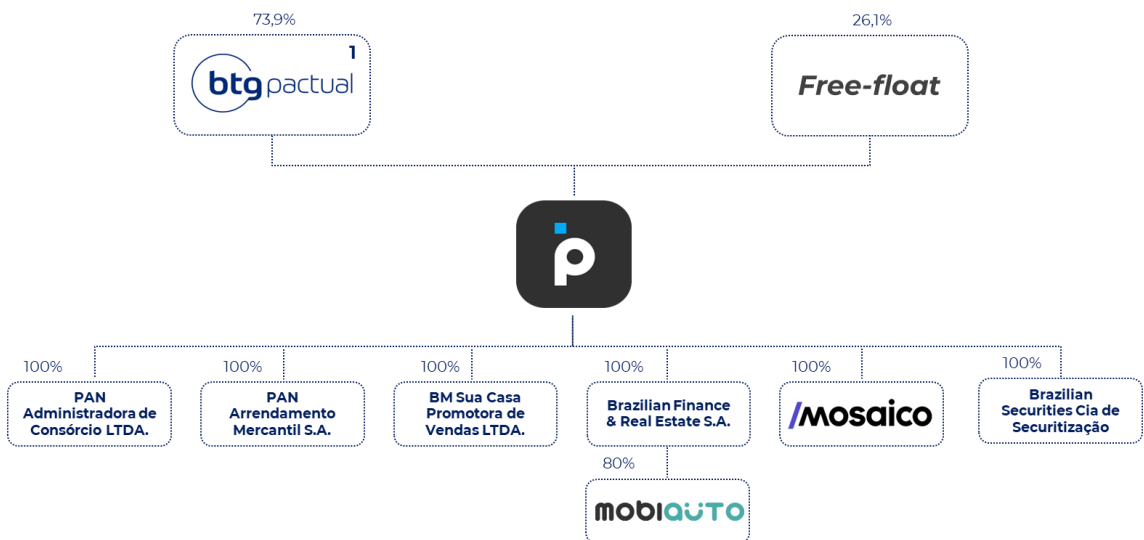 73,9%
26,1%
1
btg pactual
Free-float
p
100%
100%
100%
100%
100%
100%
PAN
Administradora de
Consórcio LTDA.
PAN
Arrendamento
Mercantil S.A.
BM Sua Casa
Promotora de
Vendas LTDA.
Brazilian Finance
& Real Estate S.A.
/Mosaico
Brazilian
Securities Cia de
Securitização
80%
mobiauto